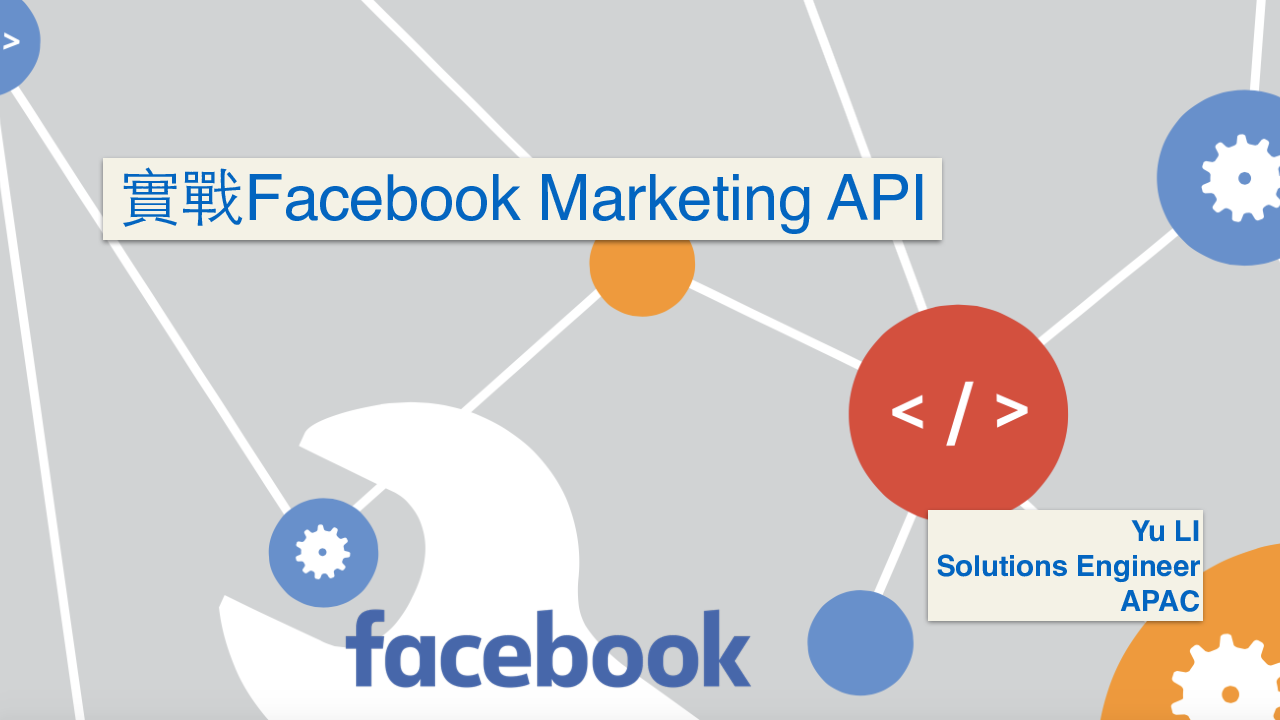 >
實戰Facebook Marketing API
< / >
Yu LI
Solutions Engineer
APAC
facebook